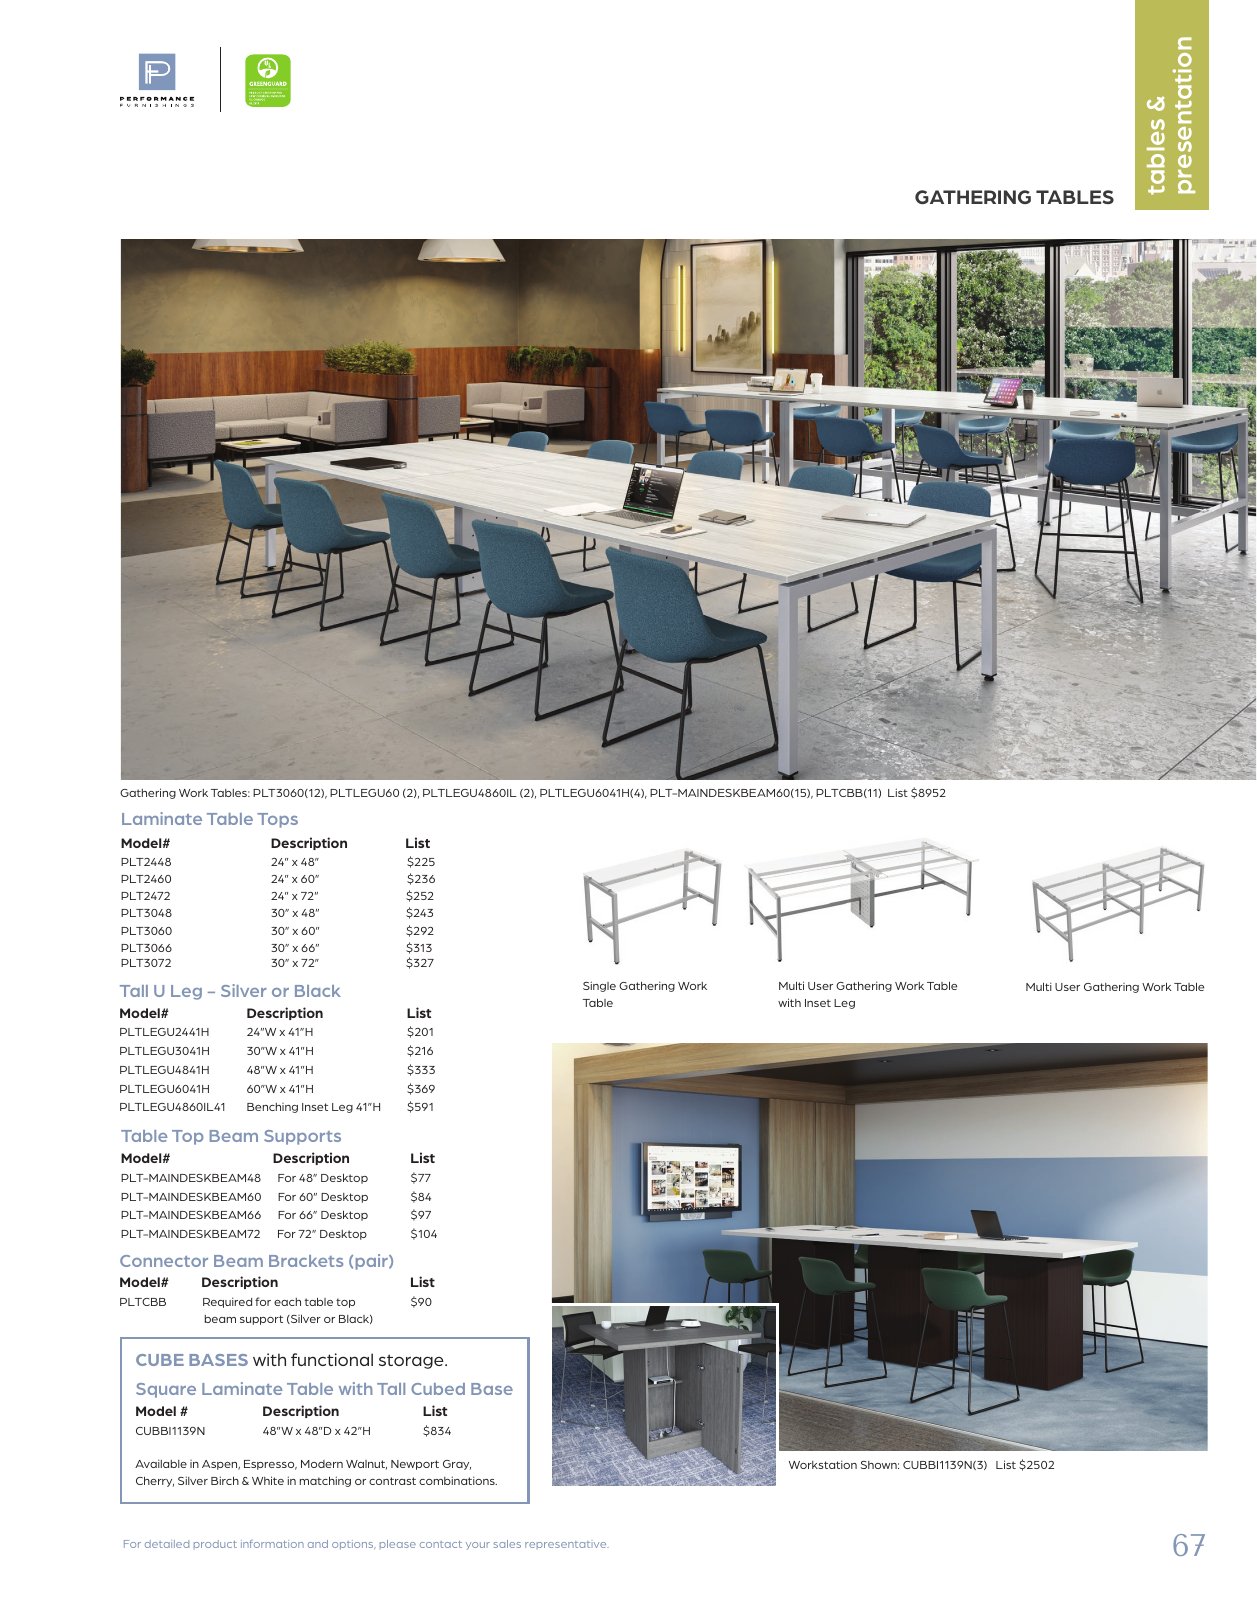 PERFORMANCE
FURNISHINGS
GREENGUARD
tables &
presentation
GATHERING TABLES
Gathering Work Tables: PLT3060(12), PLTLEGU60 (2), PLTLEGU4860IL (2), PLTLEGU6041H(4), PLT-MAINDESKBEAM60(15), PLTCBB(11)  List $8952
Laminate Table Tops
Model# Description List
PLT2448 24" x 48" $225
PLT2460 24" x 60" $236
PLT2472 24" x 72" $252
PLT3048 30" x 48" $243
PLT3060 30" x 60" $292
PLT3066 30" x 66" $313
PLT3072 30" x 72" $327
Single Gathering Work
Table
Multi User Gathering Work Table
with Inset Leg
Multi User Gathering Work Table
Tall U Leg - Silver or Black
Model# Description List
PLTLEGU2441H 24"W x 41"H $201
PLTLEGU3041H 30"W x 41"H $216
PLTLEGU4841H 48"W x 41"H $333
PLTLEGU6041H 60"W x 41"H $369
PLTLEGU4860IL41 Benching Inset Leg 41"H $591
Table Top Beam Supports
Model# Description List
PLT-MAINDESKBEAM48 For 48" Desktop $77
PLT-MAINDESKBEAM60 For 60" Desktop $84
PLT-MAINDESKBEAM66 For 66" Desktop $97
PLT-MAINDESKBEAM72 For 72" Desktop $104
Connector Beam Brackets (pair)
Model# Description List
PLTCBB Required for each table top $90
beam support (Silver or Black)
CUBE BASES with functional storage.
Square Laminate Table with Tall Cubed Base
Model # Description List
CUBBI1139N 48"W x 48"D x 42"H $834
Available in Aspen, Espresso, Modern Walnut, Newport Gray,
Cherry, Silver Birch & White in matching or contrast combinations.
Workstation Shown: CUBBI1139N(3)  List $2502
For detailed product information and options, please contact your sales representative.
67